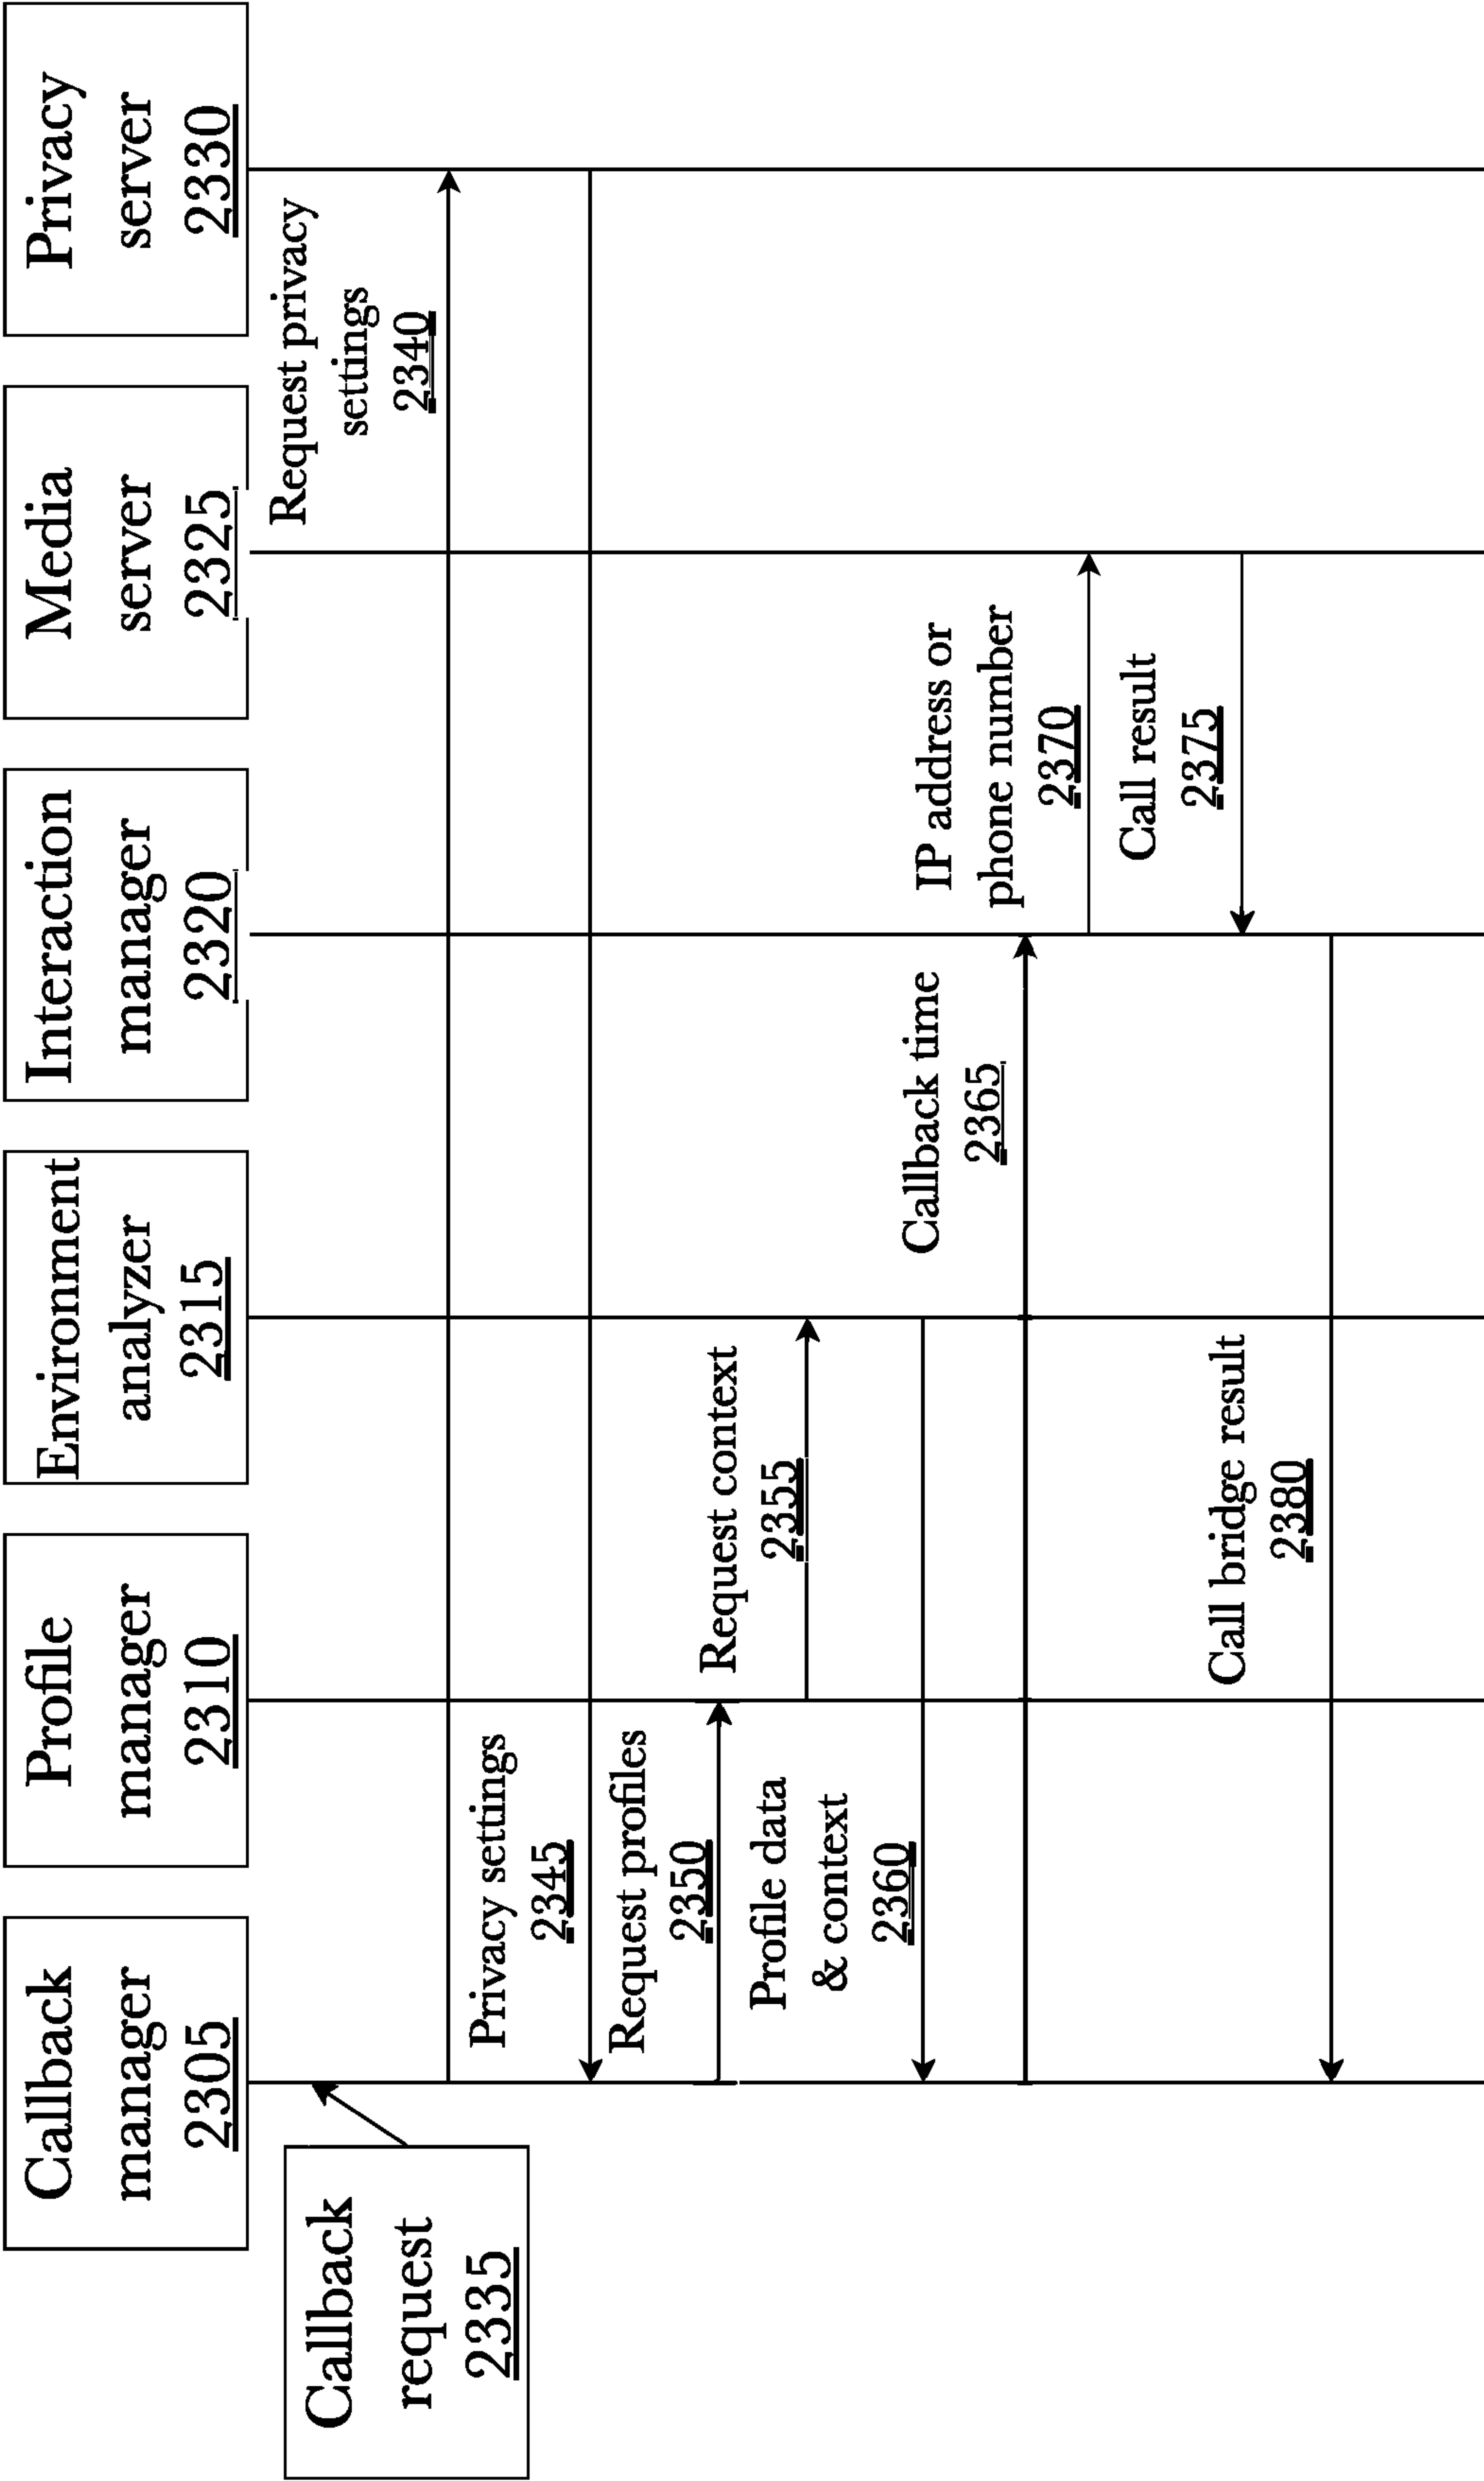 Callback
manager
2305
Profile
manager
2310
Environment
analyzer
2315
Interaction
manager
2320
Media
server
2325
Privacy
server
2330
Callback
request
2335
Request privacy
settings
2340
Privacy settings
2345
Request profiles
2350
Request context
2355
Profile data
& context
2360
Callback time
2365
IP address or
phone number
2370
Call result
2375
Call bridge result
2380